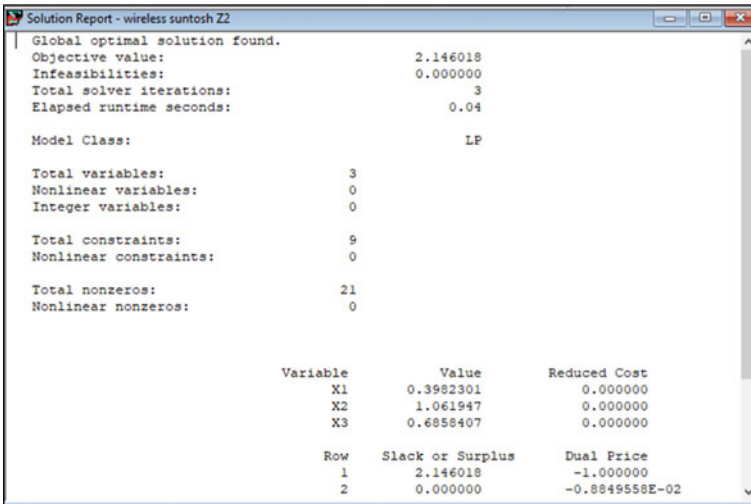 Solution Report - wireless suntosh Z2
Global optimal solution found.
Objective value: 2.146018
Infeasibilities: 0.000000
Total solver iterations: 3
Elapsed runtime seconds: 0.04
Model Class: LP
Total variables: 3
Nonlinear variables: 0
Integer variables: 0
Total constraints: 9
Nonlinear constraints: 0
Total nonzeros: 21
Nonlinear nonzeros: 0
Variable Value Reduced Cost
X1 0.3982301 0.000000
X2 1.061947 0.000000
X3 0.6858407 0.000000
Row Slack or Surplus Dual Price
1 2.146018 -1.000000
2 0.000000 -0.8849558E-02